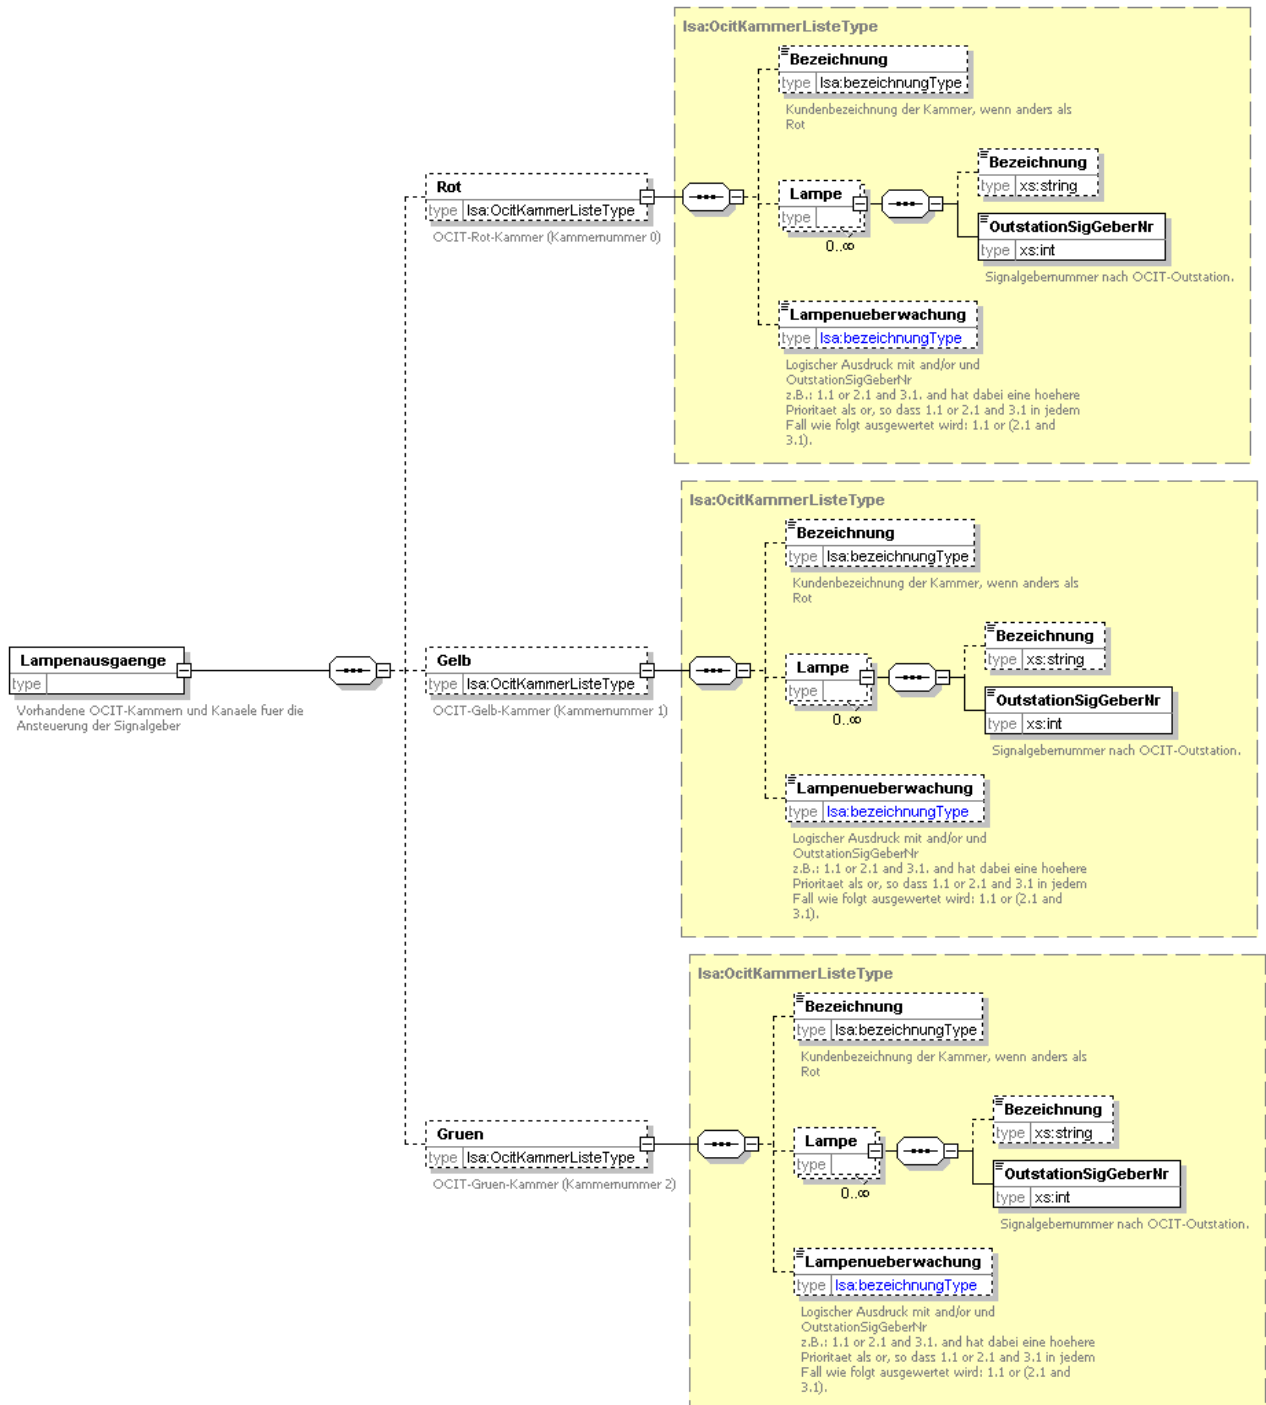 lsa:OcitKammerListeType
Bezeichnung
type lsa:bezeichnungType
Kundenbezeichnung der Kammer, wenn anders als
Rot
Rot
type lsa:OcitKammerListeType
OCIT-Rot-Kammer (Kammernummer 0)
Lampe
type
0..∞
Bezeichnung
type xs:string
OutstationSigGeberNr
type xs:int
Signalgebernummer nach OCIT-Outstation.
Lampenueberwachung
type lsa:bezeichnungType
Logischer Ausdruck mit and/or und
OutstationSigGeberNr
z.B.: 1.1 or 2.1 and 3.1. and hat dabei eine hoehere
Prioritaet als or, so dass 1.1 or 2.1 and 3.1 in jedem
Fall wie folgt ausgewertet wird: 1.1 or (2.1 and
3.1).
Lampenausgaenge
type
Vorhandene OCIT-Kammern und Kanaele fuer die
Ansteuerung der Signalgeber
lsa:OcitKammerListeType
Bezeichnung
type lsa:bezeichnungType
Kundenbezeichnung der Kammer, wenn anders als
Rot
Gelb
type lsa:OcitKammerListeType
OCIT-Gelb-Kammer (Kammernummer 1)
Lampe
type
0..∞
Bezeichnung
type xs:string
OutstationSigGeberNr
type xs:int
Signalgebernummer nach OCIT-Outstation.
Lampenueberwachung
type lsa:bezeichnungType
Logischer Ausdruck mit and/or und
OutstationSigGeberNr
z.B.: 1.1 or 2.1 and 3.1. and hat dabei eine hoehere
Prioritaet als or, so dass 1.1 or 2.1 and 3.1 in jedem
Fall wie folgt ausgewertet wird: 1.1 or (2.1 and
3.1).
lsa:OcitKammerListeType
Bezeichnung
type lsa:bezeichnungType
Kundenbezeichnung der Kammer, wenn anders als
Rot
Gruen
type lsa:OcitKammerListeType
OCIT-Gruen-Kammer (Kammernummer 2)
Lampe
type
0..∞
Bezeichnung
type xs:string
OutstationSigGeberNr
type xs:int
Signalgebernummer nach OCIT-Outstation.
Lampenueberwachung
type lsa:bezeichnungType
Logischer Ausdruck mit and/or und
OutstationSigGeberNr
z.B.: 1.1 or 2.1 and 3.1. and hat dabei eine hoehere
Prioritaet als or, so dass 1.1 or 2.1 and 3.1 in jedem
Fall wie folgt ausgewertet wird: 1.1 or (2.1 and
3.1).